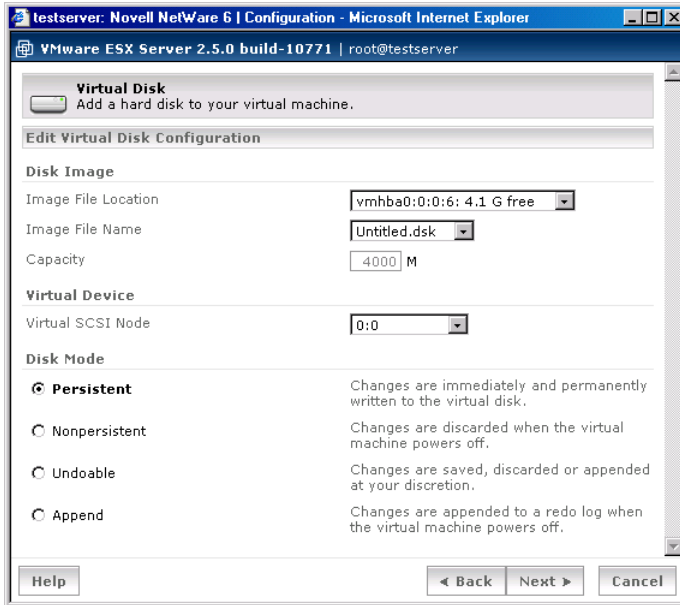 testserver: Novell NetWare 6 | Configuration - Microsoft Internet Explorer
VMware ESX Server 2.5.0 build-10771 | root@testserver
Virtual Disk
Add a hard disk to your virtual machine.
Edit Virtual Disk Configuration
Disk Image
Image File Location vmhba0:0:0:6: 4.1 G free
Image File Name Untitled.dsk
Capacity 4000 M
Virtual Device
Virtual SCSI Node 0:0
Disk Mode
Persistent Changes are immediately and permanently
written to the virtual disk.
Nonpersistent Changes are discarded when the virtual
machine powers off.
Undoable Changes are saved, discarded or appended
at your discretion.
Append Changes are appended to a redo log when
the virtual machine powers off.
Help Back Next Cancel